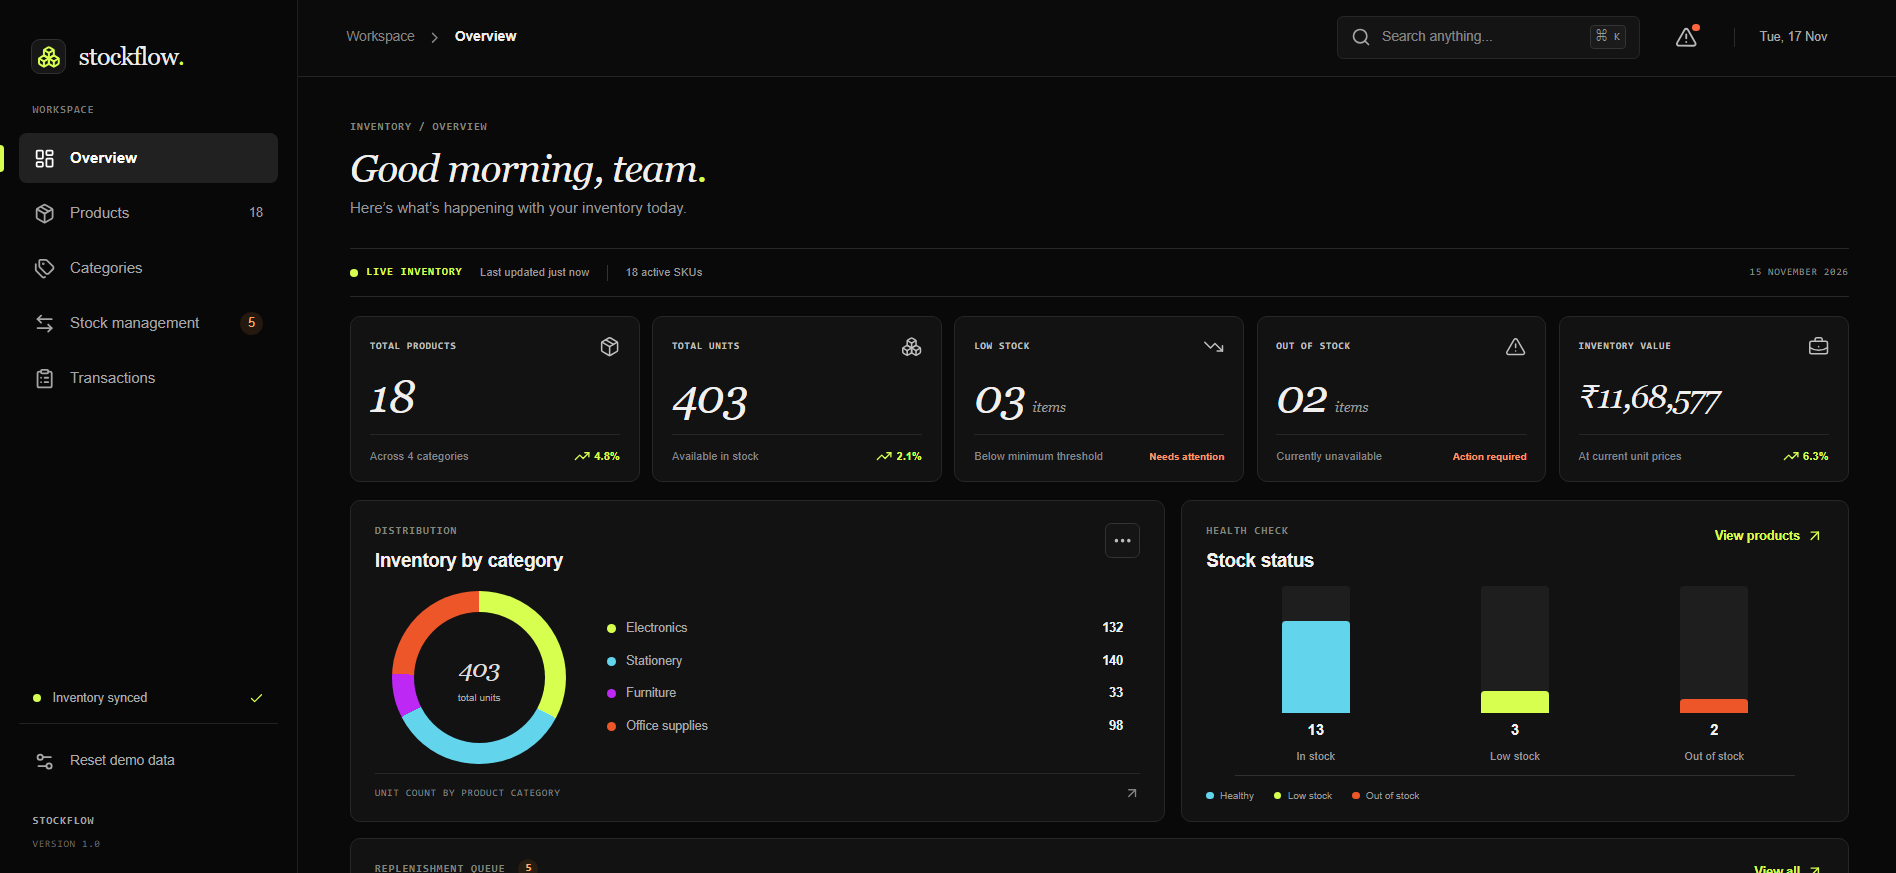 stockflow.
WORKSPACE
Overview
Products 18
Categories
Stock management 5
Transactions
Inventory synced
Reset demo data
STOCKFLOW
VERSION 1.0
Workspace Overview
Search anything... ⌘ K
Tue, 17 Nov
INVENTORY / OVERVIEW
Good morning, team.
Here's what's happening with your inventory today.
LIVE INVENTORY Last updated just now 18 active SKUs 15 NOVEMBER 2026
TOTAL PRODUCTS
18
Across 4 categories 4.8%
TOTAL UNITS
403
Available in stock 2.1%
LOW STOCK
03 items
Below minimum threshold Needs attention
OUT OF STOCK
02 items
Currently unavailable Action required
INVENTORY VALUE
₹11,68,577
At current unit prices 6.3%
DISTRIBUTION
Inventory by category
403
total units
Electronics 132
Stationery 140
Furniture 33
Office supplies 98
UNIT COUNT BY PRODUCT CATEGORY
HEALTH CHECK
Stock status
View products
13
In stock
3
Low stock
2
Out of stock
Healthy Low stock Out of stock
REPLENISHMENT QUEUE 5
View all